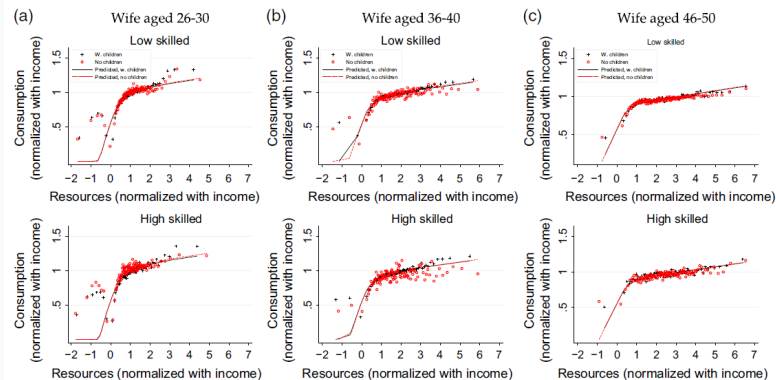 (a) Wife aged 26-30
Low skilled
Consumption
(normalized with income)
.5 1 1.5
W. children
No children
Predicted, w. children
Predicted, no children
−2 −1 0 1 2 3 4 5 6 7
Resources (normalized with income)
High skilled
Consumption
(normalized with income)
.5 1 1.5
−2 −1 0 1 2 3 4 5 6 7
Resources (normalized with income)
(b) Wife aged 36-40
Low skilled
Consumption
(normalized with income)
.5 1 1.5
W. children
No children
Predicted, w. children
Predicted, no children
−2 −1 0 1 2 3 4 5 6 7
Resources (normalized with income)
High skilled
Consumption
(normalized with income)
.5 1 1.5
−2 −1 0 1 2 3 4 5 6 7
Resources (normalized with income)
(c) Wife aged 46-50
Low skilled
Consumption
(normalized with income)
.5 1 1.5
W. children
No children
Predicted, w. children
Predicted, no children
−2 −1 0 1 2 3 4 5 6 7
Resources (normalized with income)
High skilled
Consumption
(normalized with income)
.5 1 1.5
−2 −1 0 1 2 3 4 5 6 7
Resources (normalized with income)